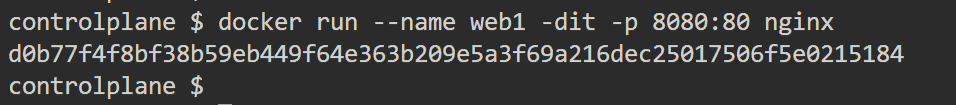 controlplane $ docker run --name web1 -dit -p 8080:80 nginx
d0b77f4f8bf38b59eb449f64e363b209e5a3f69a216dec25017506f5e0215184
controlplane $